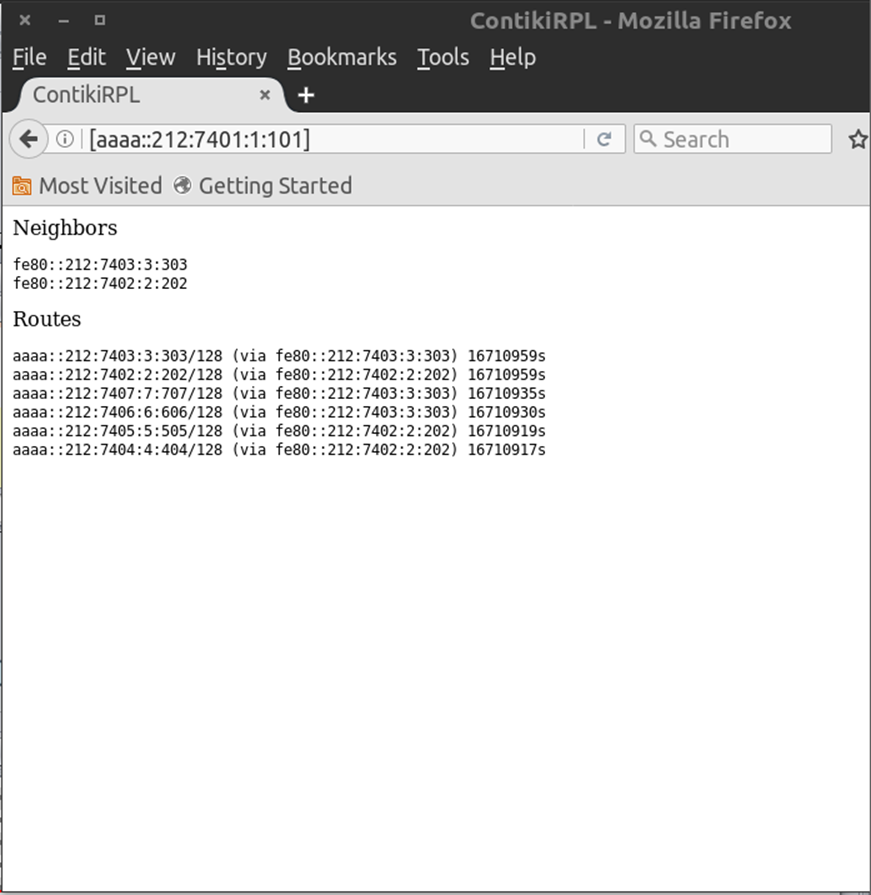 ContikiRPL - Mozilla Firefox
File Edit View History Bookmarks Tools Help
ContikiRPL
[aaaa::212:7401:1:101] Search
Most Visited Getting Started
Neighbors
fe80::212:7403:3:303
fe80::212:7402:2:202
Routes
aaaa::212:7403:3:303/128 (via fe80::212:7403:3:303) 16710959s
aaaa::212:7402:2:202/128 (via fe80::212:7402:2:202) 16710959s
aaaa::212:7407:7:707/128 (via fe80::212:7403:3:303) 16710935s
aaaa::212:7406:6:606/128 (via fe80::212:7403:3:303) 16710930s
aaaa::212:7405:5:505/128 (via fe80::212:7402:2:202) 16710919s
aaaa::212:7404:4:404/128 (via fe80::212:7402:2:202) 16710917s